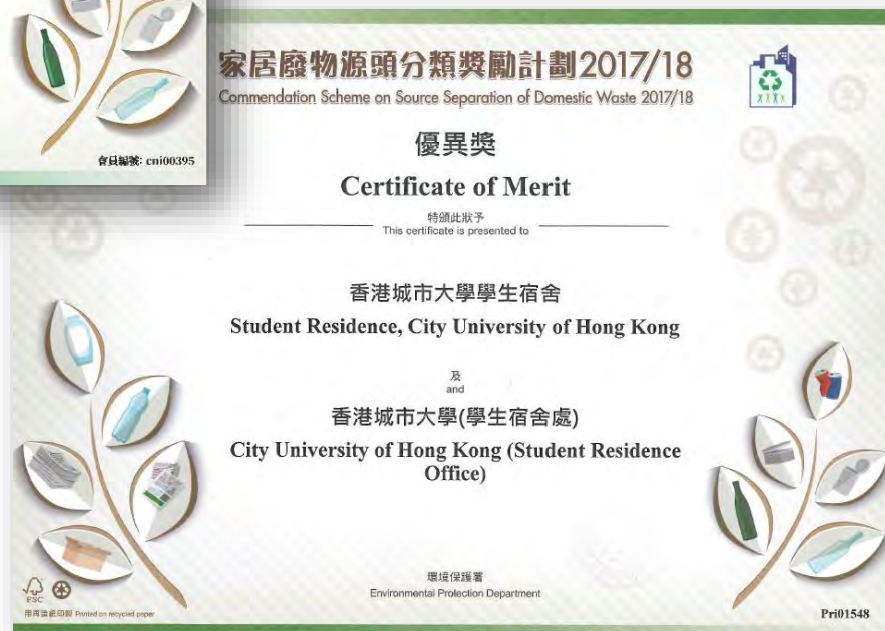 會員編號: cni00395
家居廢物源頭分類獎勵計劃2017/18
Commendation Scheme on Source Separation of Domestic Waste 2017/18
優異獎
Certificate of Merit
特頒此狀予
This certificate is presented to
香港城市大學學生宿舍
Student Residence, City University of Hong Kong
及
and
香港城市大學(學生宿舍處)
City University of Hong Kong (Student Residence
Office)
環境保護署
Environmental Protection Department
FSC
用再造紙印刷 Printed on recycled paper
Pri01548